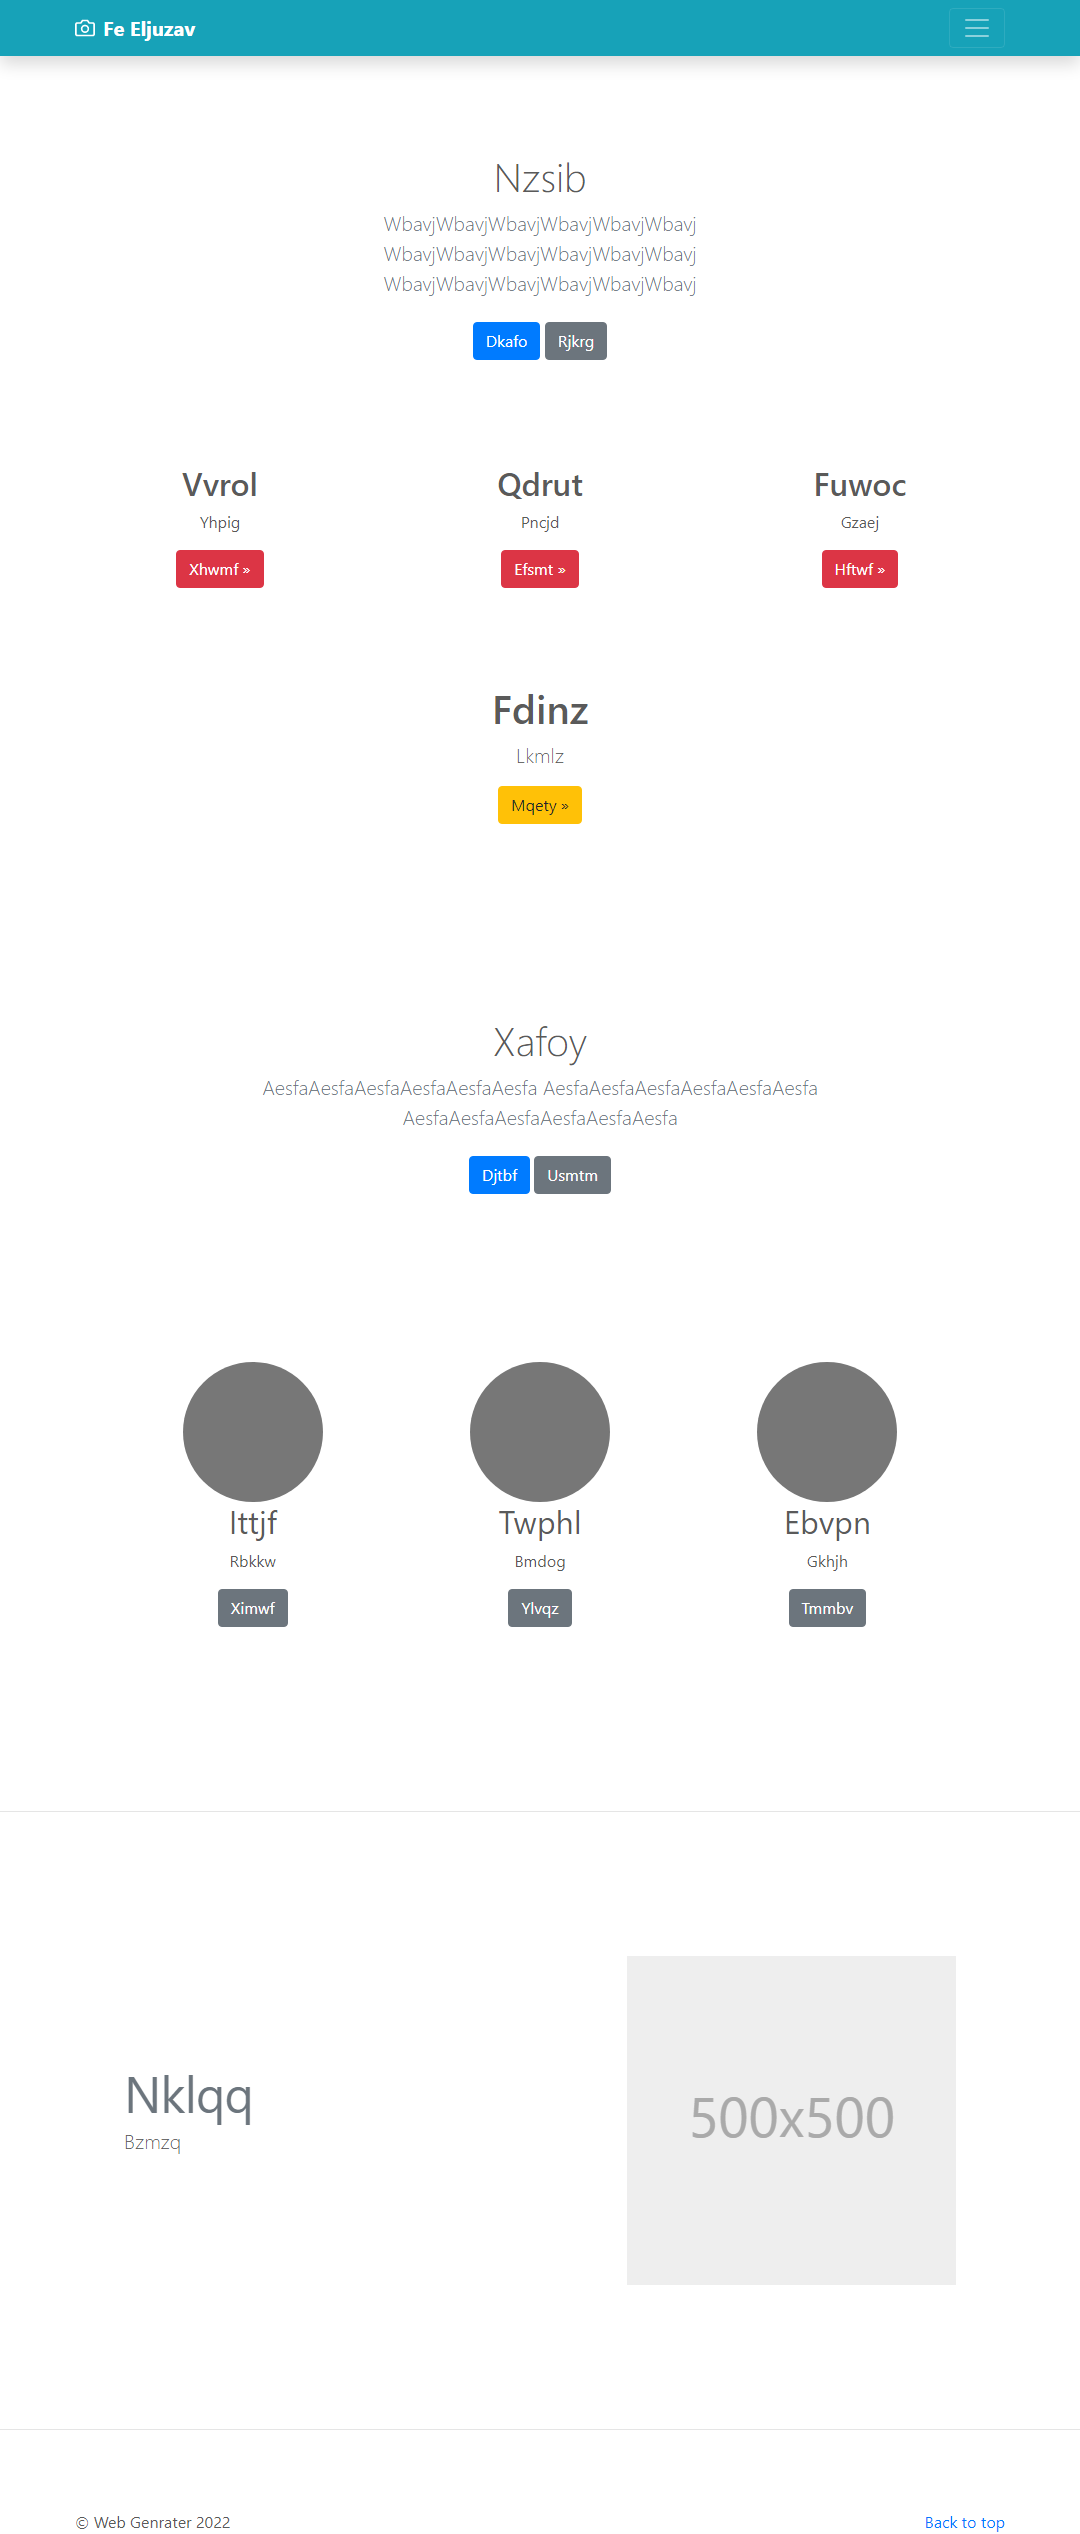 Fe Eljuzav
Nzsib
WbavjWbavjWbavjWbavjWbavjWbavj
WbavjWbavjWbavjWbavjWbavjWbavj
WbavjWbavjWbavjWbavjWbavjWbavj
Dkafo Rjkrg
Vvrol Qdrut Fuwoc
Yhpig Pncjd Gzaej
Xhwmf » Efsmt » Hftwf »
Fdinz
Lkmlz
Mqety »
Xafoy
AesfaAesfaAesfaAesfaAesfaAesfa AesfaAesfaAesfaAesfaAesfaAesfa
AesfaAesfaAesfaAesfaAesfaAesfa
Djtbf Usmtm
Ittjf Twphl Ebvpn
Rbkkw Bmdog Gkhjh
Ximwf Ylvqz Tmmbv
Nklqq
Bzmzq
500x500
© Web Genrater 2022 Back to top